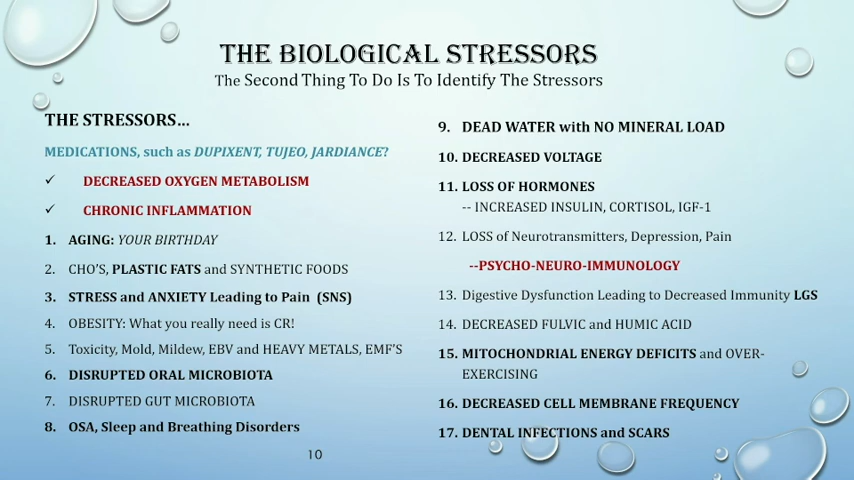 THE BIOLOGICAL STRESSORS
The Second Thing To Do Is To Identify The Stressors
THE STRESSORS…
MEDICATIONS, such as DUPIXENT, TUJEO, JARDIANCE?
✓ DECREASED OXYGEN METABOLISM
✓ CHRONIC INFLAMMATION
1. AGING: YOUR BIRTHDAY
2. CHO'S, PLASTIC FATS and SYNTHETIC FOODS
3. STRESS and ANXIETY Leading to Pain (SNS)
4. OBESITY: What you really need is CR!
5. Toxicity, Mold, Mildew, EBV and HEAVY METALS, EMF'S
6. DISRUPTED ORAL MICROBIOTA
7. DISRUPTED GUT MICROBIOTA
8. OSA, Sleep and Breathing Disorders
9. DEAD WATER with NO MINERAL LOAD
10. DECREASED VOLTAGE
11. LOSS OF HORMONES
-- INCREASED INSULIN, CORTISOL, IGF-1
12. LOSS of Neurotransmitters, Depression, Pain
--PSYCHO-NEURO-IMMUNOLOGY
13. Digestive Dysfunction Leading to Decreased Immunity LGS
14. DECREASED FULVIC and HUMIC ACID
15. MITOCHONDRIAL ENERGY DEFICITS and OVER-
EXERCISING
16. DECREASED CELL MEMBRANE FREQUENCY
17. DENTAL INFECTIONS and SCARS
10